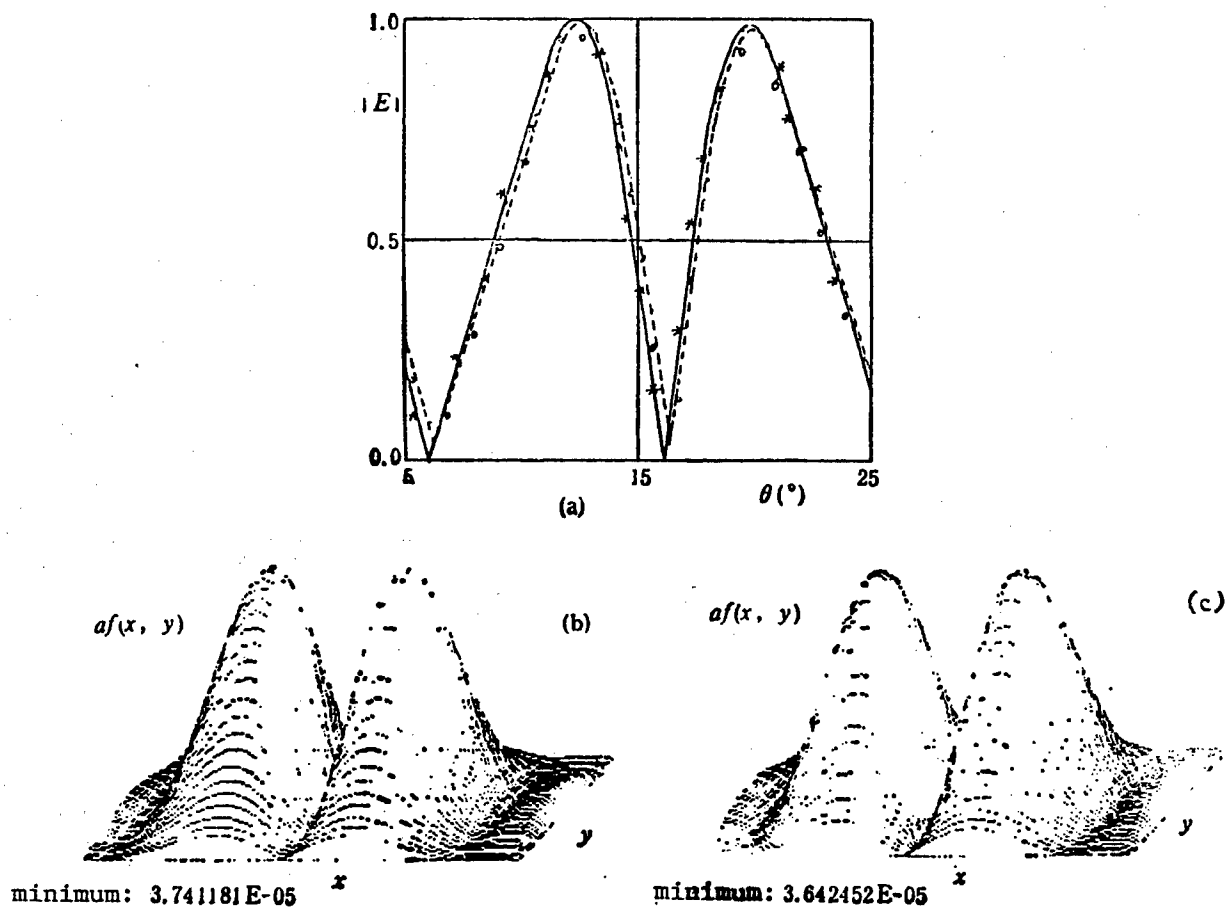 1.0
|E|
0.5
0.0
5
15
25
θ(°)
(a)
af(x, y)
(b)
af(x, y)
(c)
y
y
x
x
minimum: 3.741181E-05
minimum: 3.642452E-05